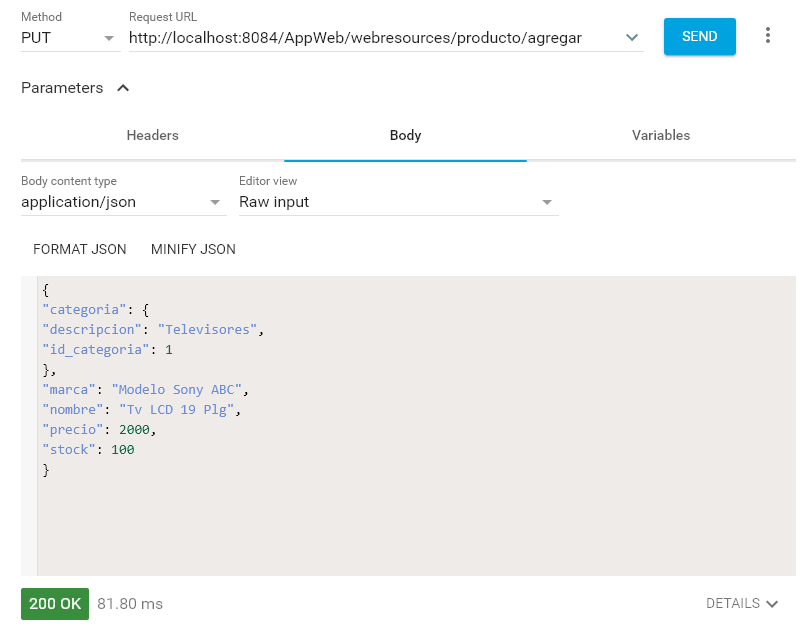 Method
Request URL
PUT
http://localhost:8084/AppWeb/webresources/producto/agregar
SEND
Parameters
Headers
Body
Variables
Body content type
Editor view
application/json
Raw input
FORMAT JSON
MINIFY JSON
{
"categoria": {
"descripcion": "Televisores",
"id_categoria": 1
},
"marca": "Modelo Sony ABC",
"nombre": "Tv LCD 19 Plg",
"precio": 2000,
"stock": 100
}
200 OK
81.80 ms
DETAILS